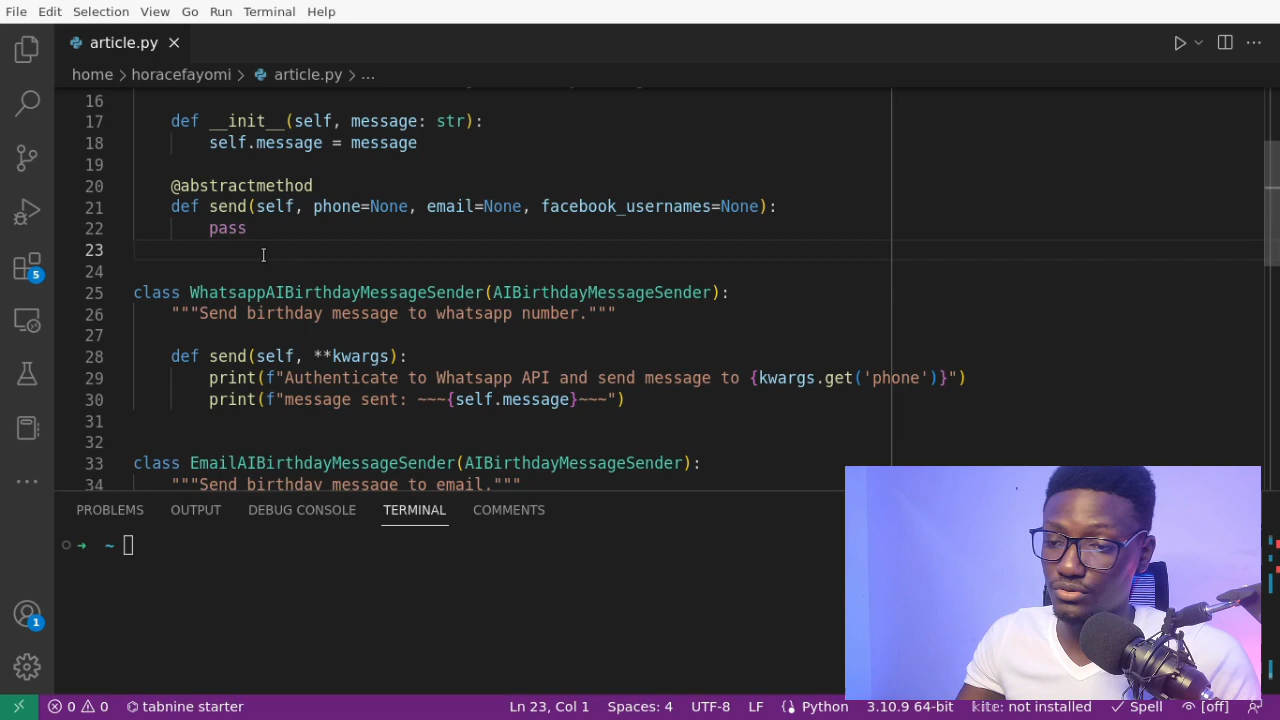 File Edit Selection View Go Run Terminal Help
article.py
home > horacefayomi > article.py > ...
16
17 def __init__(self, message: str):
18 self.message = message
19
20 @abstractmethod
21 def send(self, phone=None, email=None, facebook_usernames=None):
22 pass
23
24
25 class WhatsappAIBirthdayMessageSender(AIBirthdayMessageSender):
26 """Send birthday message to whatsapp number."""
27
28 def send(self, **kwargs):
29 print(f"Authenticate to Whatsapp API and send message to {kwargs.get('phone')}")
30 print(f"message sent: ~~~{self.message}~~~")
31
32
33 class EmailAIBirthdayMessageSender(AIBirthdayMessageSender):
34 """Send birthday message to email."""
5
PROBLEMS OUTPUT DEBUG CONSOLE TERMINAL COMMENTS
→ ~
1
0 0 tabnine starter Ln 23, Col 1 Spaces: 4 UTF-8 LF Python 3.10.9 64-bit kite: not installed Spell [off]